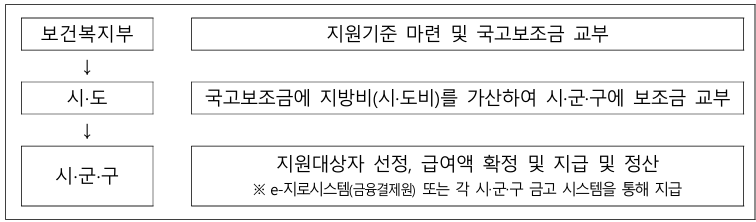 보건복지부
지원기준 마련 및 국고보조금 교부
↓
시·도
국고보조금에 지방비(시·도비)를 가산하여 시·군·구에 보조금 교부
↓
시·군·구
지원대상자 선정, 급여액 확정 및 지급 및 정산
※ e-지로시스템(금융결제원) 또는 각 시·군·구 금고 시스템을 통해 지급